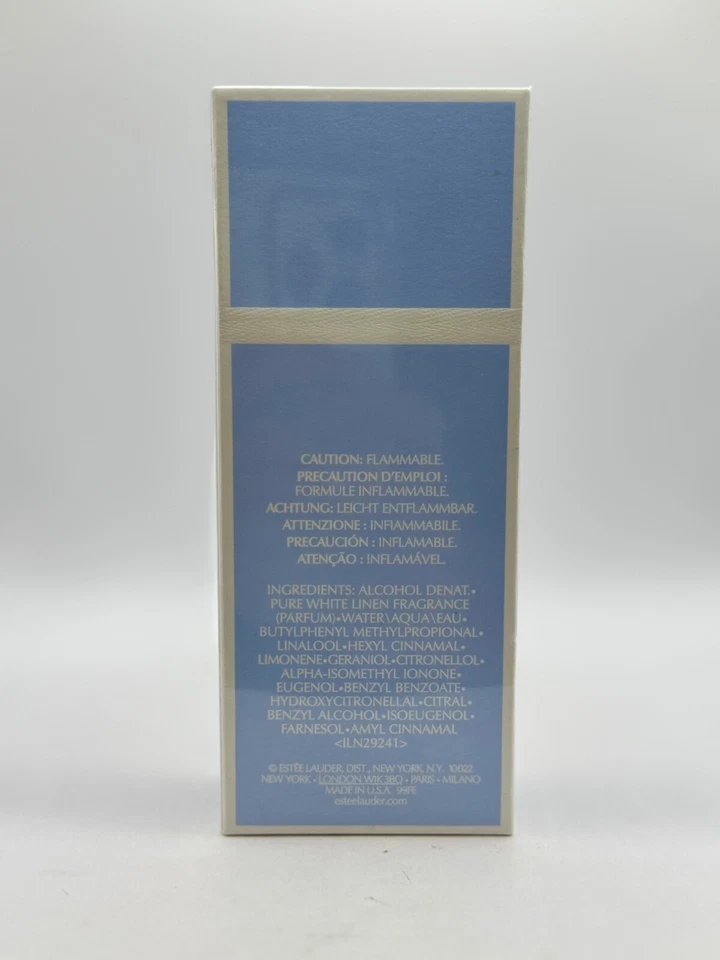 CAUTION: FLAMMABLE.
PRECAUTION D'EMPLOI :
FORMULE INFLAMMABLE.
ACHTUNG: LEICHT ENTFLAMMBAR.
ATTENZIONE : INFIAMMABILE.
PRECAUCIÓN : INFLAMABLE.
ATENÇÃO : INFLAMÁVEL.
INGREDIENTS: ALCOHOL DENAT.•
PURE WHITE LINEN FRAGRANCE
(PARFUM)•WATER\AQUA\EAU•
BUTYLPHENYL METHYLPROPIONAL•
LINALOOL•HEXYL CINNAMAL•
LIMONENE•GERANIOL•CITRONELLOL•
ALPHA-ISOMETHYL IONONE•
EUGENOL•BENZYL BENZOATE•
HYDROXYCITRONELLAL•CITRAL•
BENZYL ALCOHOL•ISOEUGENOL•
FARNESOL•AMYL CINNAMAL
<ILN29241>
© ESTÉE LAUDER, DIST., NEW YORK, N.Y. 10022
NEW YORK • LONDON W1K 3BQ • PARIS • MILANO
MADE IN U.S.A. 99FE
esteelauder.com